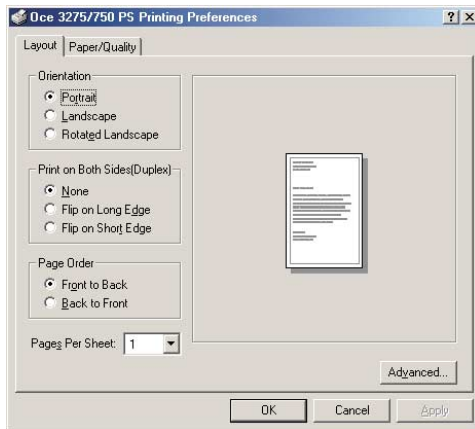 Oce 3275/750 PS Printing Preferences
Layout
Paper/Quality
Orientation
Portrait
Landscape
Rotated Landscape
Print on Both Sides(Duplex)
None
Flip on Long Edge
Flip on Short Edge
Page Order
Front to Back
Back to Front
Pages Per Sheet: 1
Advanced...
OK
Cancel
Apply